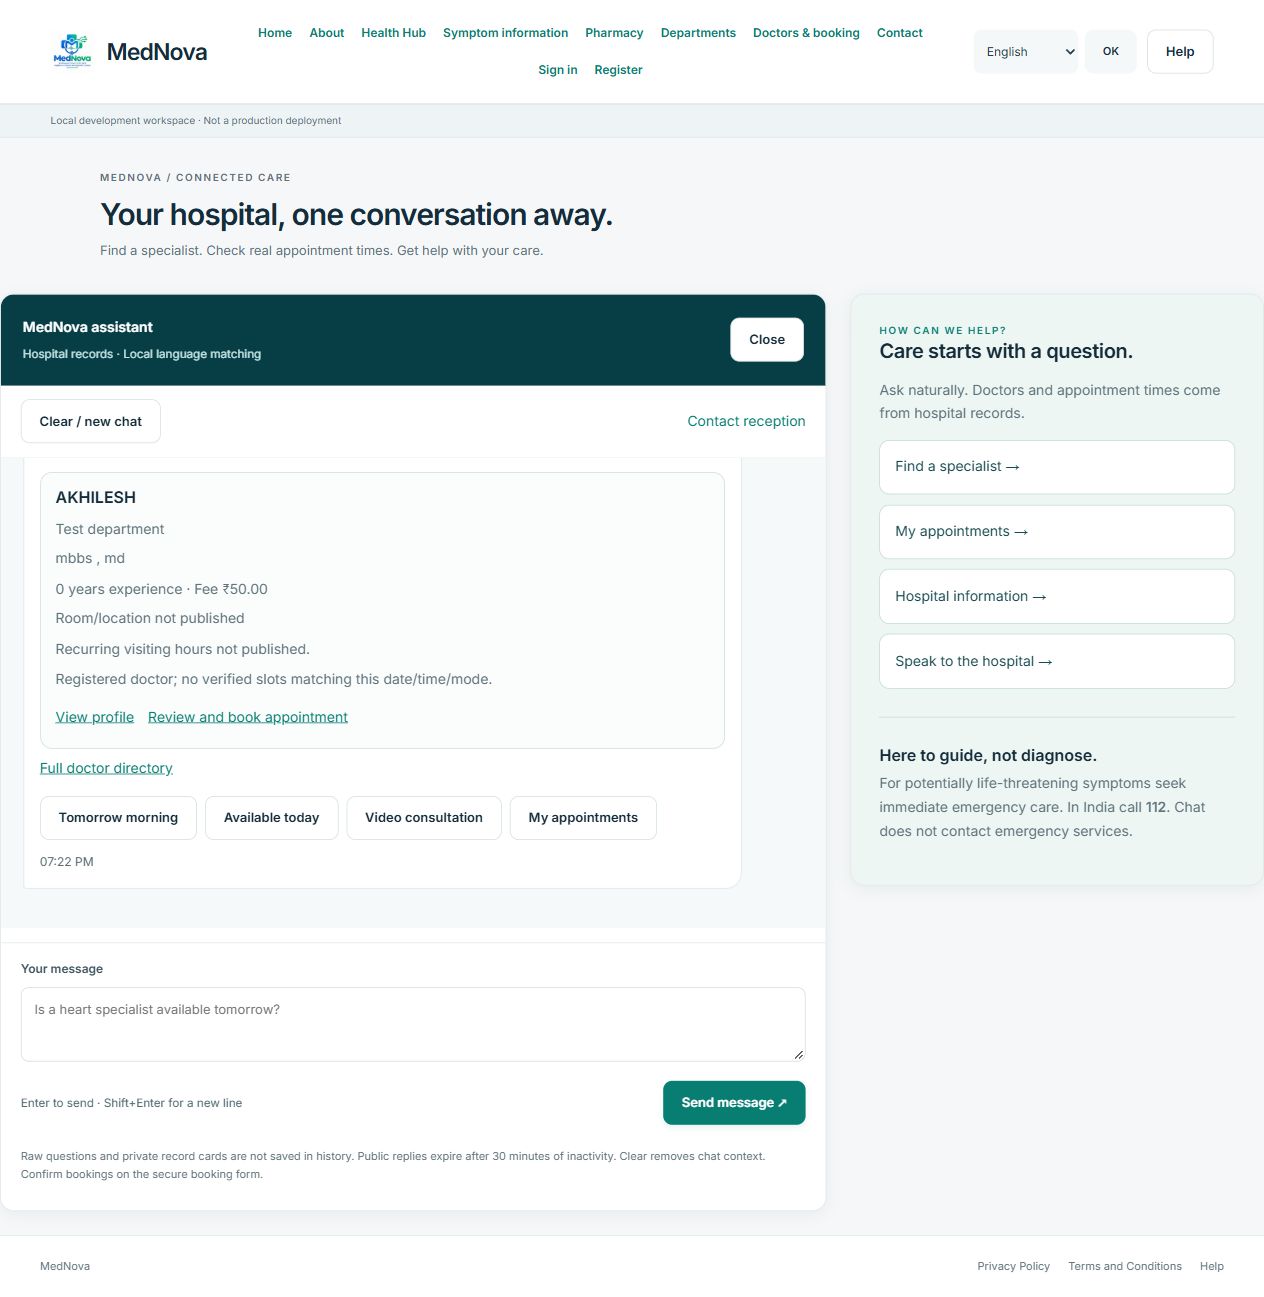 MedNova
MedNova
Home About Health Hub Symptom information Pharmacy Departments Doctors & booking Contact
Sign in Register
English
OK
Help
Local development workspace · Not a production deployment
MEDNOVA / CONNECTED CARE
Your hospital, one conversation away.
Find a specialist. Check real appointment times. Get help with your care.
MedNova assistant
Hospital records · Local language matching
Close
Clear / new chat
Contact reception
AKHILESH
Test department
mbbs , md
0 years experience · Fee ₹50.00
Room/location not published
Recurring visiting hours not published.
Registered doctor; no verified slots matching this date/time/mode.
View profile Review and book appointment
Full doctor directory
Tomorrow morning Available today Video consultation My appointments
07:22 PM
Your message
Is a heart specialist available tomorrow?
Enter to send · Shift+Enter for a new line
Send message ↗
Raw questions and private record cards are not saved in history. Public replies expire after 30 minutes of inactivity. Clear removes chat context.
Confirm bookings on the secure booking form.
HOW CAN WE HELP?
Care starts with a question.
Ask naturally. Doctors and appointment times come
from hospital records.
Find a specialist →
My appointments →
Hospital information →
Speak to the hospital →
Here to guide, not diagnose.
For potentially life-threatening symptoms seek
immediate emergency care. In India call 112. Chat
does not contact emergency services.
MedNova
Privacy Policy Terms and Conditions Help